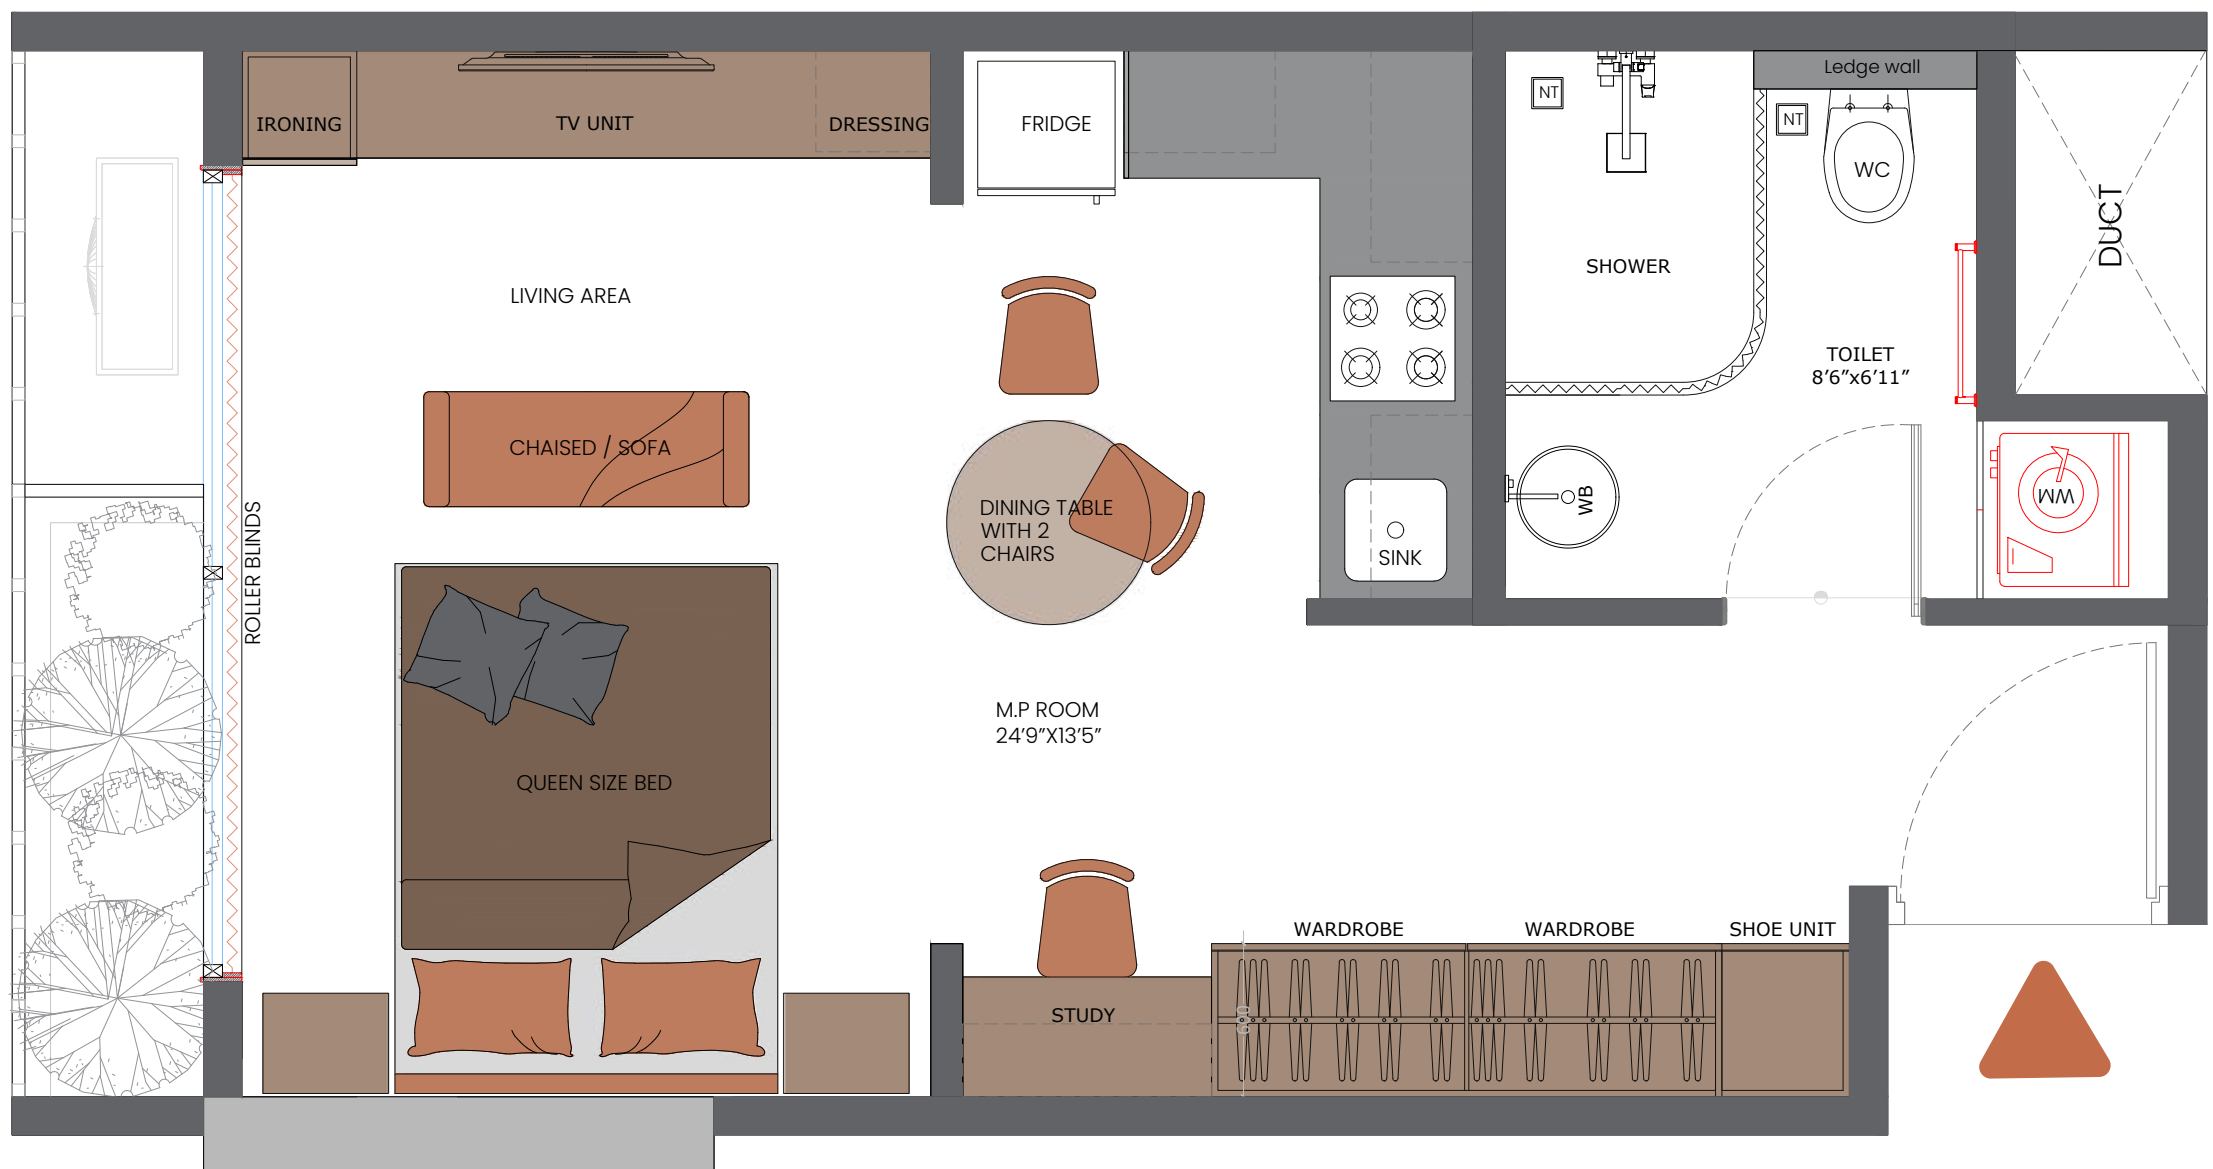 Ledge wall
NT
NT
IRONING
TV UNIT
DRESSING
FRIDGE
WC
DUCT
SHOWER
LIVING AREA
TOILET
8’6”x6’11”
CHAISED / SOFA
DINING TABLE
WITH 2
CHAIRS
WB
WM
SINK
ROLLER BLINDS
M.P ROOM
24’9”X13’5”
QUEEN SIZE BED
WARDROBE
WARDROBE
SHOE UNIT
STUDY
600